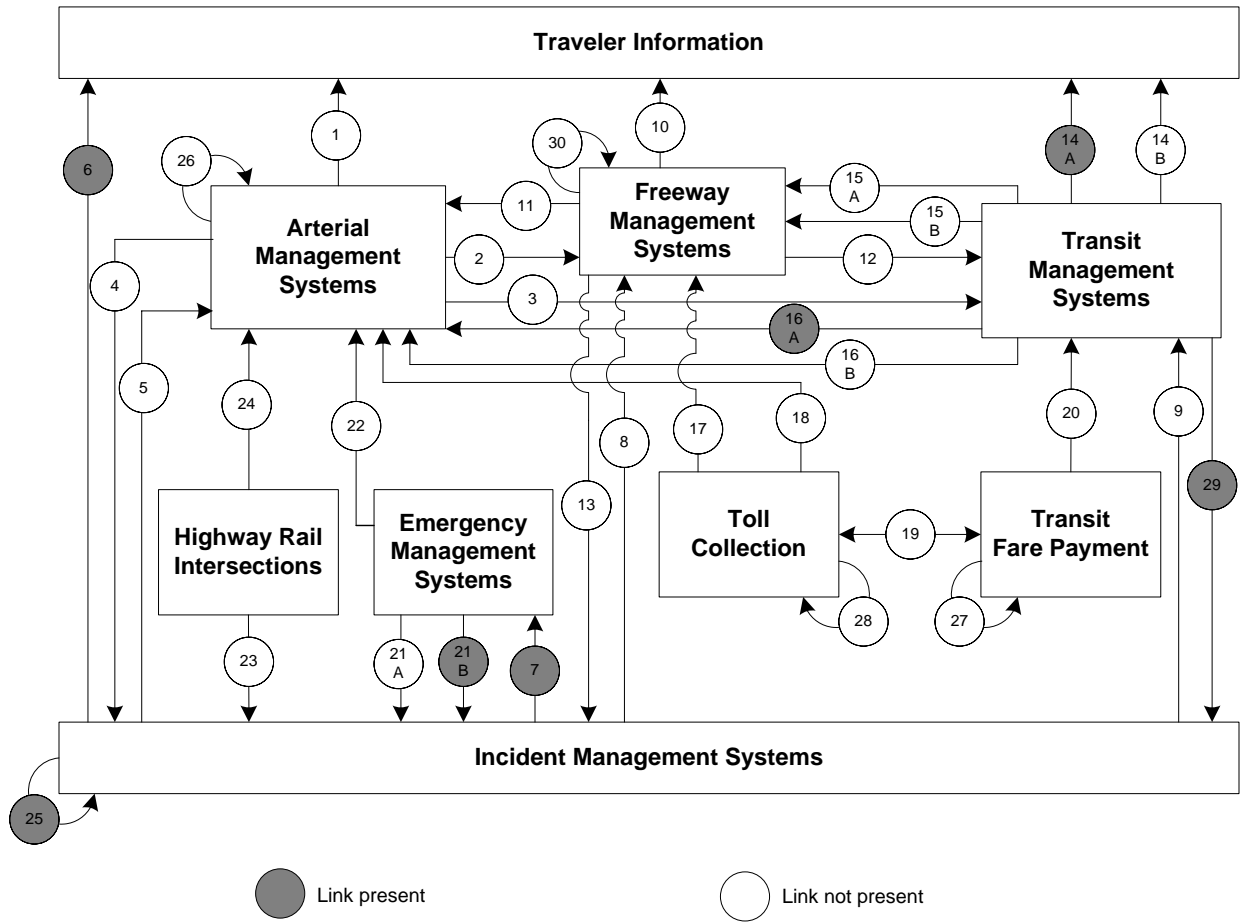 Traveler Information
6
1
10
14
A
14
B
26
30
15
A
15
B
Arterial
Management
Systems
11
2
3
Freeway
Management
Systems
12
Transit
Management
Systems
4
5
16
A
16
B
24
22
8
17
18
20
9
13
29
Highway Rail
Intersections
Emergency
Management
Systems
Toll
Collection
19
Transit
Fare Payment
28
27
23
21
A
21
B
7
Incident Management Systems
25
Link present
Link not present